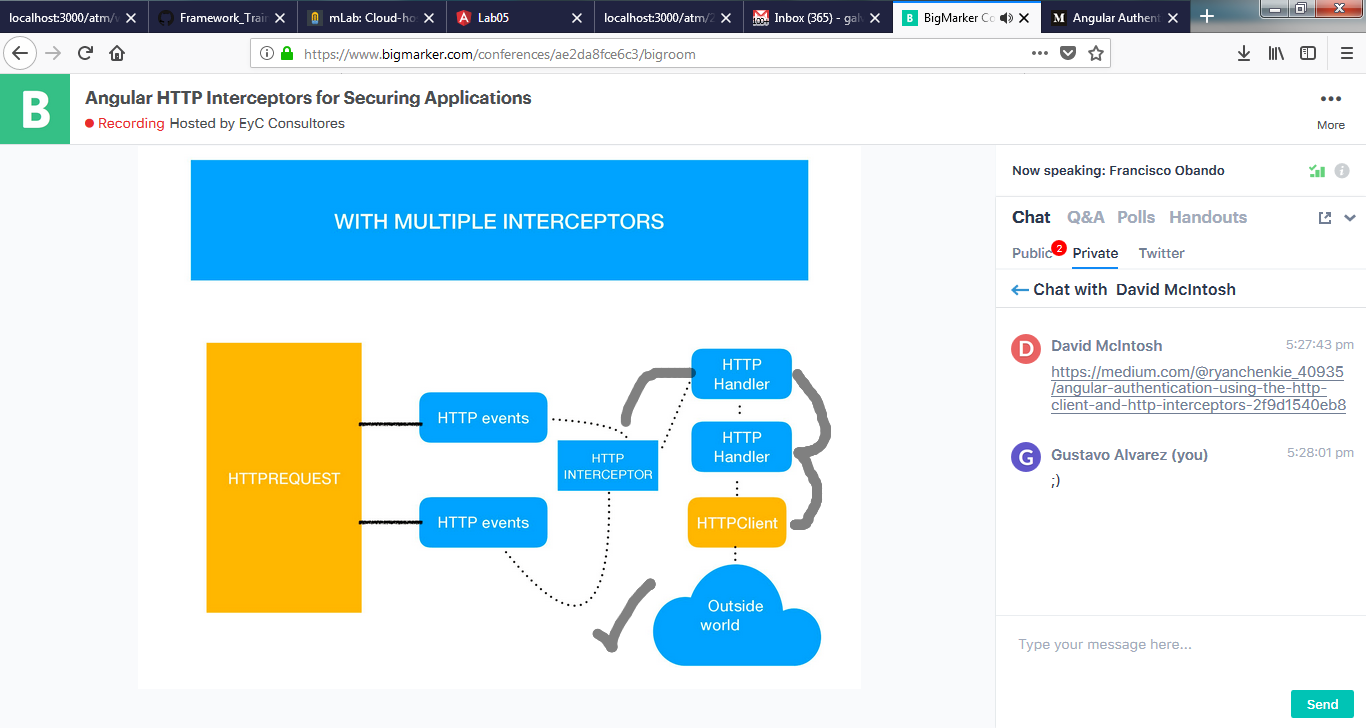 localhost:3000/atm/v
Framework_Train
mLab: Cloud-ho
Lab05
localhost:3000/atm/2
100+
Inbox (365) - gal
B
BigMarker Co
M
Angular Authent
https://www.bigmarker.com/conferences/ae2da8fce6c3/bigroom
B
Angular HTTP Interceptors for Securing Applications
Recording Hosted by EyC Consultores
More
WITH MULTIPLE INTERCEPTORS
HTTPREQUEST
HTTP events
HTTP events
HTTP
INTERCEPTOR
HTTP
Handler
HTTP
Handler
HTTPClient
Outside
world
Now speaking: Francisco Obando
Chat Q&A Polls Handouts
Public 2 Private Twitter
Chat with David McIntosh
D
David McIntosh 5:27:43 pm
https://medium.com/@ryanchenkie_40935
/angular-authentication-using-the-http-
client-and-http-interceptors-2f9d1540eb8
G
Gustavo Alvarez (you) 5:28:01 pm
;)
Type your message here...
Send